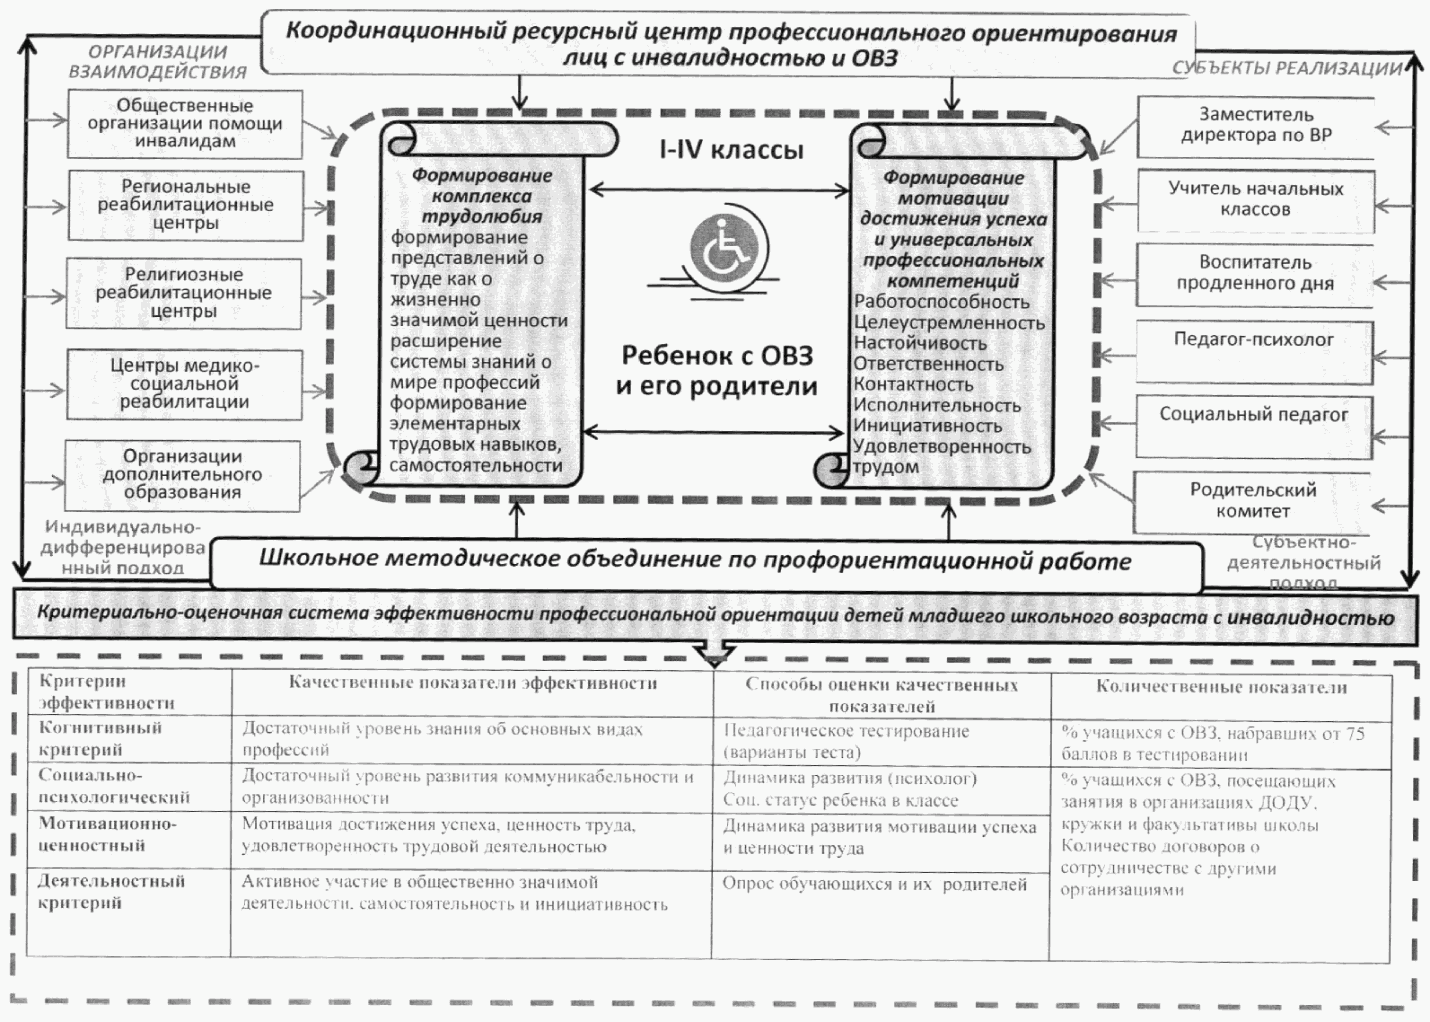 Координационный ресурсный центр профессионального ориентирования
лиц с инвалидностью и ОВЗ
ОРГАНИЗАЦИИ
ВЗАИМОДЕЙСТВИЯ
Общественные
организации помощи
инвалидам
Региональные
реабилитационные
центры
Религиозные
реабилитационные
центры
Центры медико-
социальной
реабилитации
Организации
дополнительного
образования
Индивидуально-
дифференцирова
нный подход
Формирование
комплекса
трудолюбия
формирование
представлений о
труде как о
жизненно
значимой ценности
расширение
системы знаний о
мире профессий
формирование
элементарных
трудовых навыков,
самостоятельности
I-IV классы
Ребенок с ОВЗ
и его родители
Формирование
мотивации
достижения успеха
и универсальных
профессиональных
компетенций
Работоспособность
Целеустремленность
Настойчивость
Ответственность
Контактность
Исполнительность
Инициативность
Удовлетворенность
трудом
СУБЪЕКТЫ РЕАЛИЗАЦИИ
Заместитель
директора по ВР
Учитель начальных
классов
Воспитатель
продленного дня
Педагог-психолог
Социальный педагог
Родительский
комитет
Субъектно-
деятельностный
подход
Школьное методическое объединение по профориентационной работе
Критериально-оценочная система эффективности профессиональной ориентации детей младшего школьного возраста с инвалидностью
Критерии
эффективности
Качественные показатели эффективности
Способы оценки качественных
показателей
Количественные показатели
Когнитивный
критерий
Достаточный уровень знания об основных видах
профессий
Педагогическое тестирование
(варианты теста)
% учащихся с ОВЗ, набравших от 75
баллов в тестировании
Социально-
психологический
Достаточный уровень развития коммуникабельности и
организованности
Динамика развития (психолог)
Соц. статус ребенка в классе
% учащихся с ОВЗ, посещающих
занятия в организациях ДОДУ,
кружки и факультативы школы
Количество договоров о
сотрудничестве с другими
организациями
Мотивационно-
ценностный
Мотивация достижения успеха, ценность труда,
удовлетворенность трудовой деятельностью
Динамика развития мотивации успеха
и ценности труда
Деятельностный
критерий
Активное участие в общественно значимой
деятельности, самостоятельность и инициативность
Опрос обучающихся и их родителей